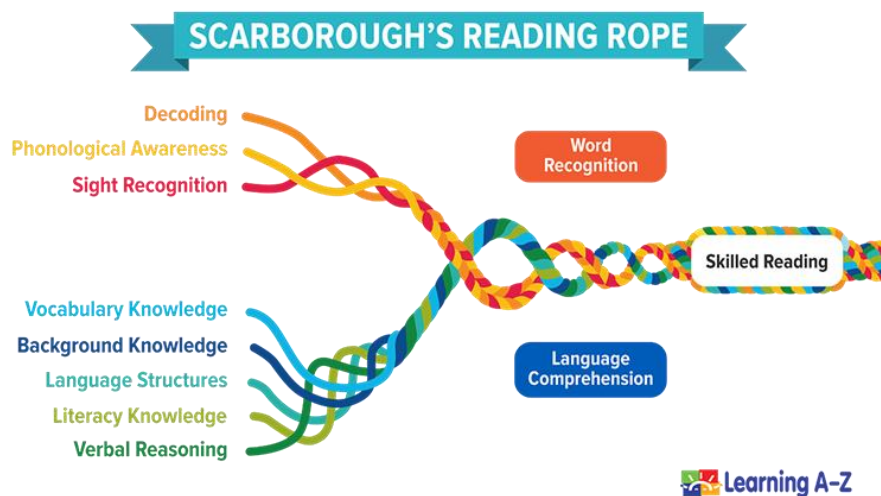 SCARBOROUGH'S READING ROPE
Decoding
Phonological Awareness
Sight Recognition
Word
Recognition
Skilled Reading
Vocabulary Knowledge
Background Knowledge
Language Structures
Literacy Knowledge
Verbal Reasoning
Language
Comprehension
Learning A–Z